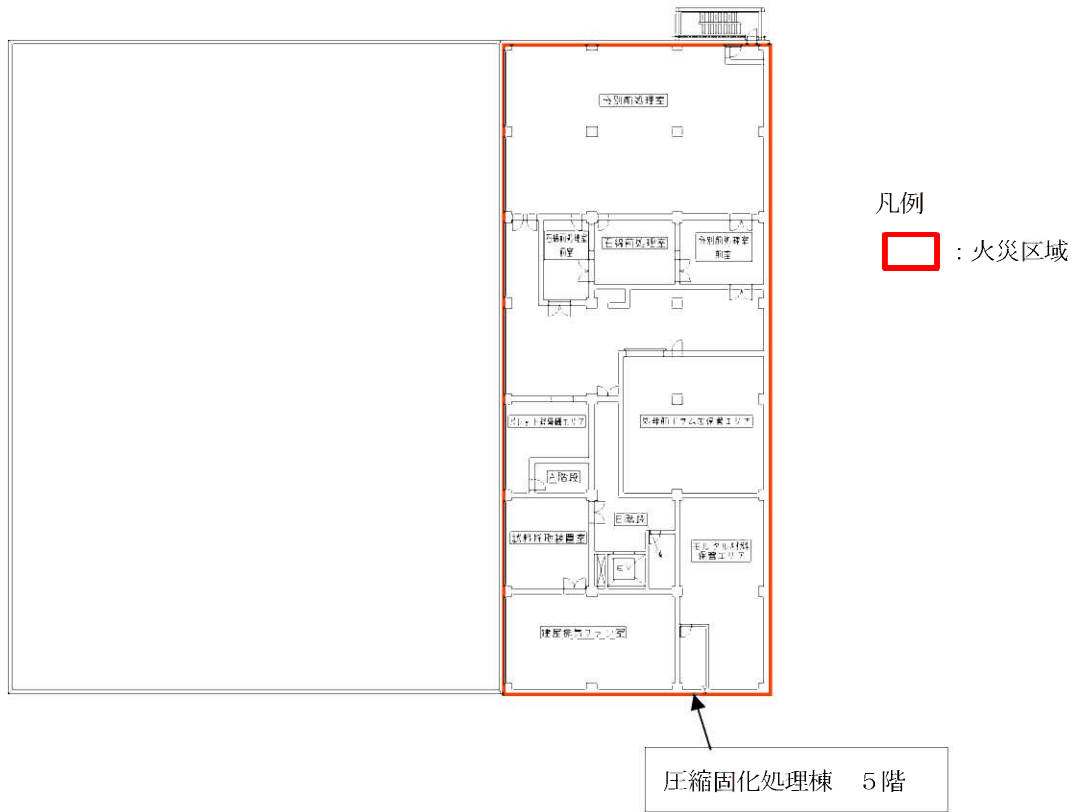 分別前処理室
凡例
：火災区域
石綿前処理室
前室
石綿前処理室
分別前処理室
前室
処理前ドラム缶保管エリア
A階段
B階段
試料採取装置室
EV
モルタル材料
保管エリア
建屋排気ファン室
圧縮固化処理棟　５階